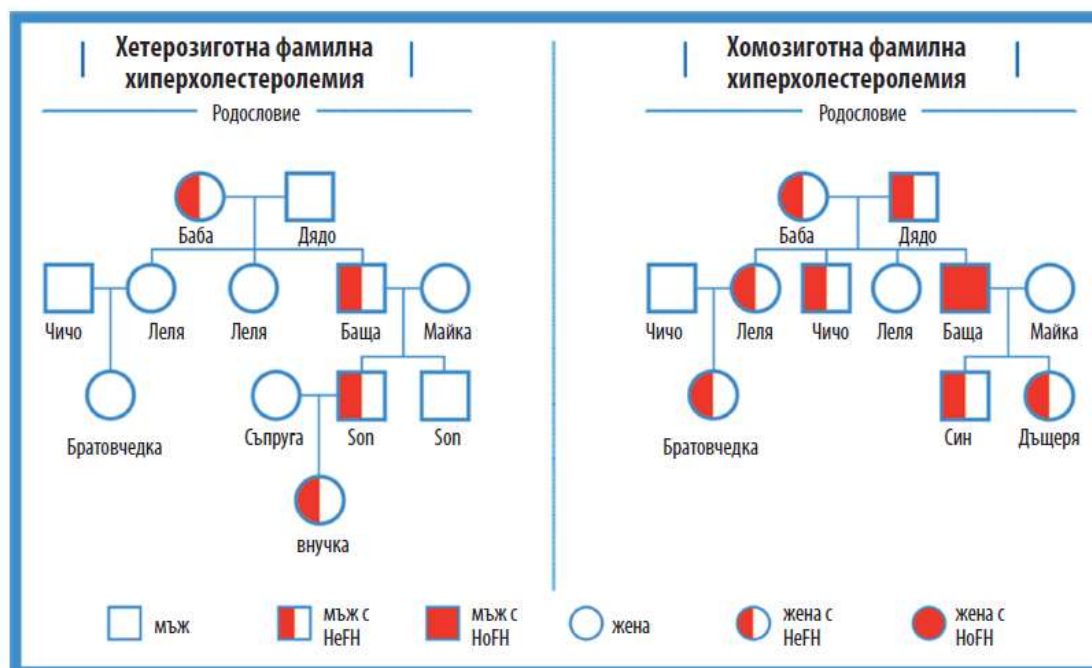 Хетерозиготна фамилна
хиперхолестеролемия
Родословие
Баба
Дядо
Чичо
Леля
Леля
Баща
Майка
Братовчедка
Съпруга
Son
Son
внучка
Хомозиготна фамилна
хиперхолестеролемия
Родословие
Баба
Дядо
Чичо
Леля
Чичо
Леля
Баща
Майка
Братовчедка
Син
Дъщеря
мъж
мъж с
HeFH
мъж с
HoFH
жена
жена с
HeFH
жена с
HoFH